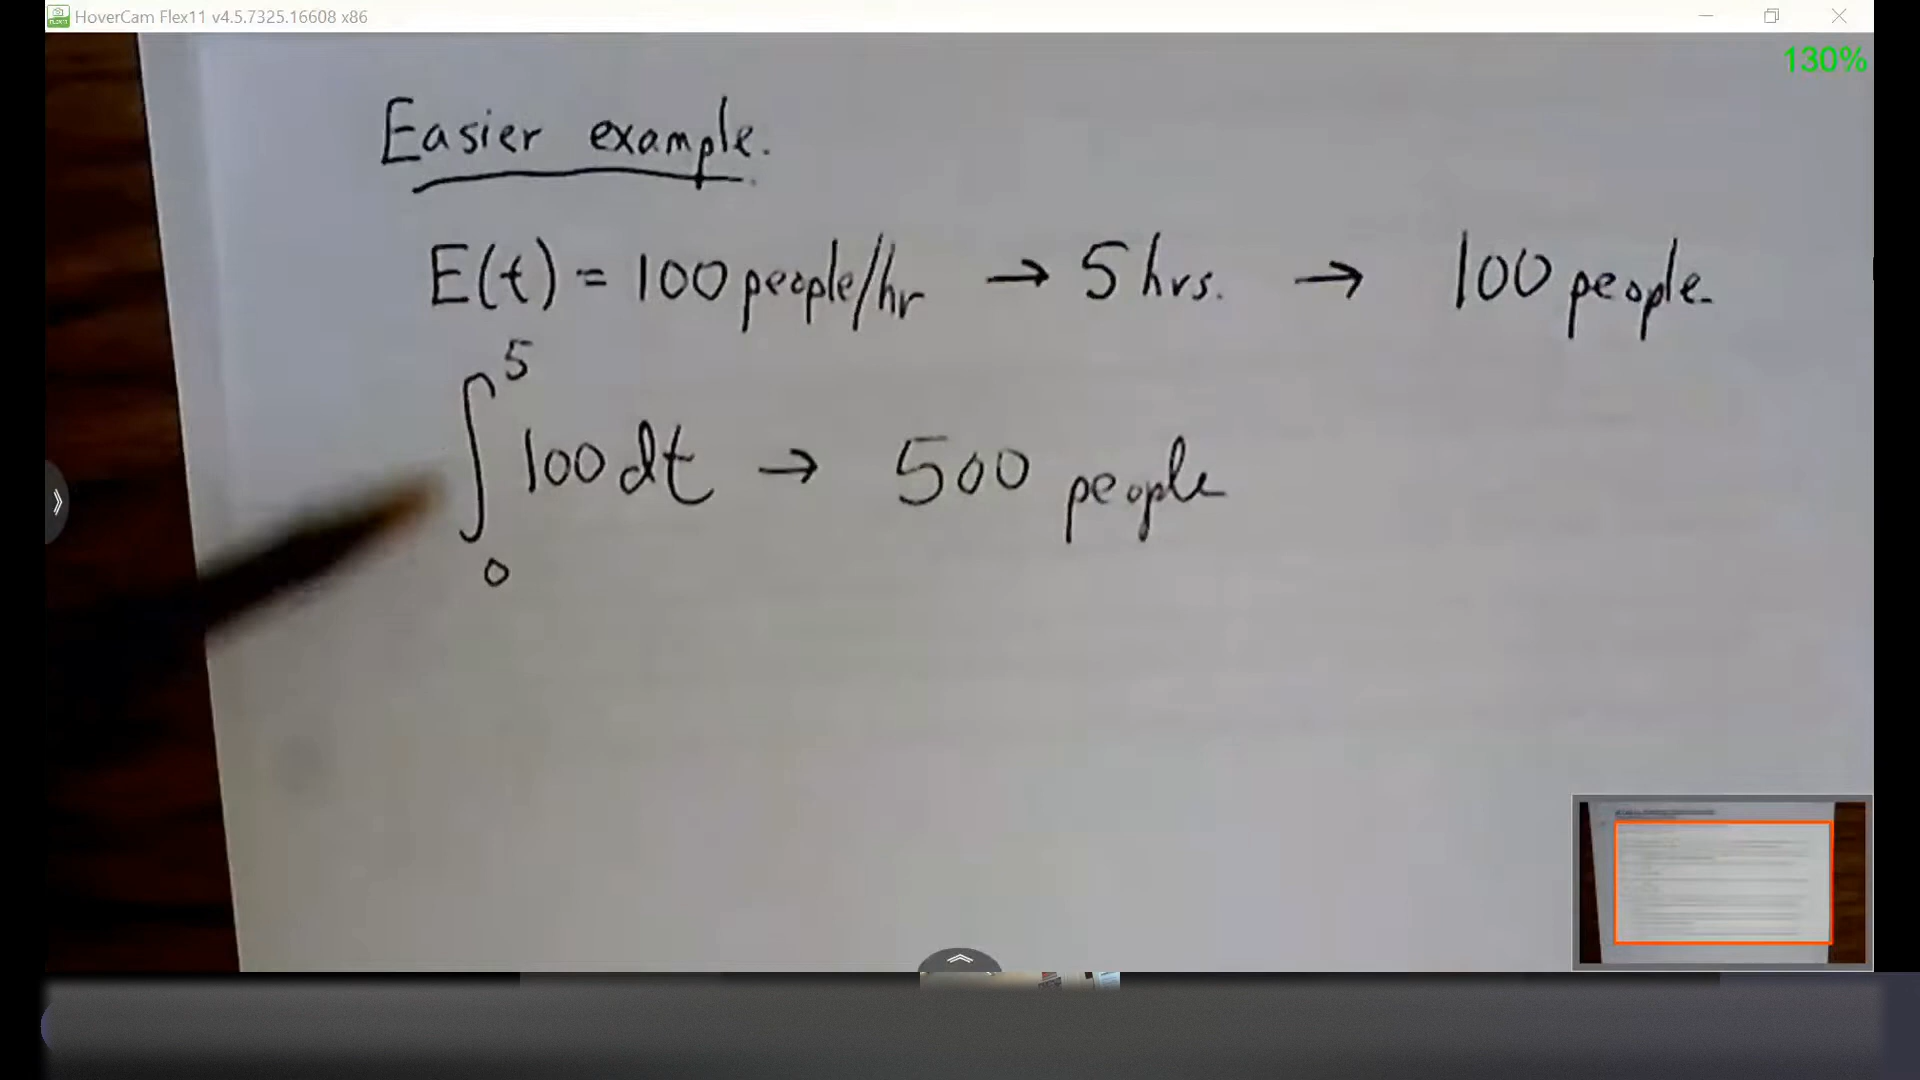 HoverCam Flex11 v4.5.7325.16608 x86
130%
Easier example.
E(t) = 100 people/hr → 5 hrs. → 100 people.
∫₀⁵ 100 dt → 500 people